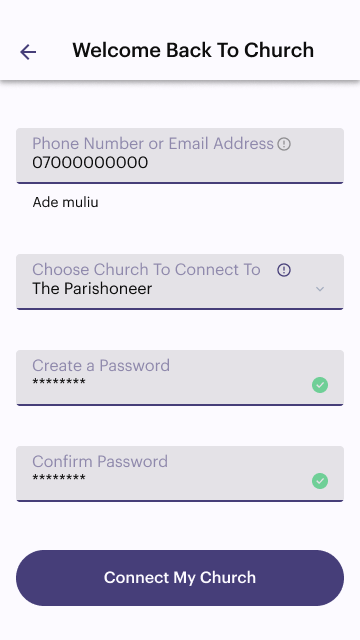 Welcome Back To Church
Phone Number or Email Address
07000000000
Ade muliu
Choose Church To Connect To
The Parishoneer
Create a Password
********
Confirm Password
********
Connect My Church